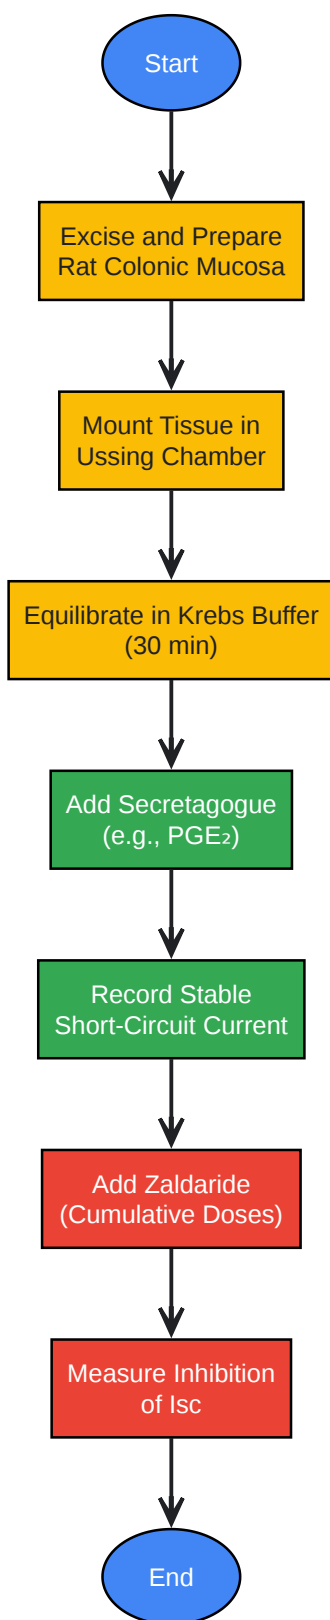 Start
Excise and Prepare
Rat Colonic Mucosa
Mount Tissue in
Ussing Chamber
Equilibrate in Krebs Buffer
(30 min)
Add Secretagogue
(e.g., PGE₂)
Record Stable
Short-Circuit Current
Add Zaldaride
(Cumulative Doses)
Measure Inhibition
of Isc
End